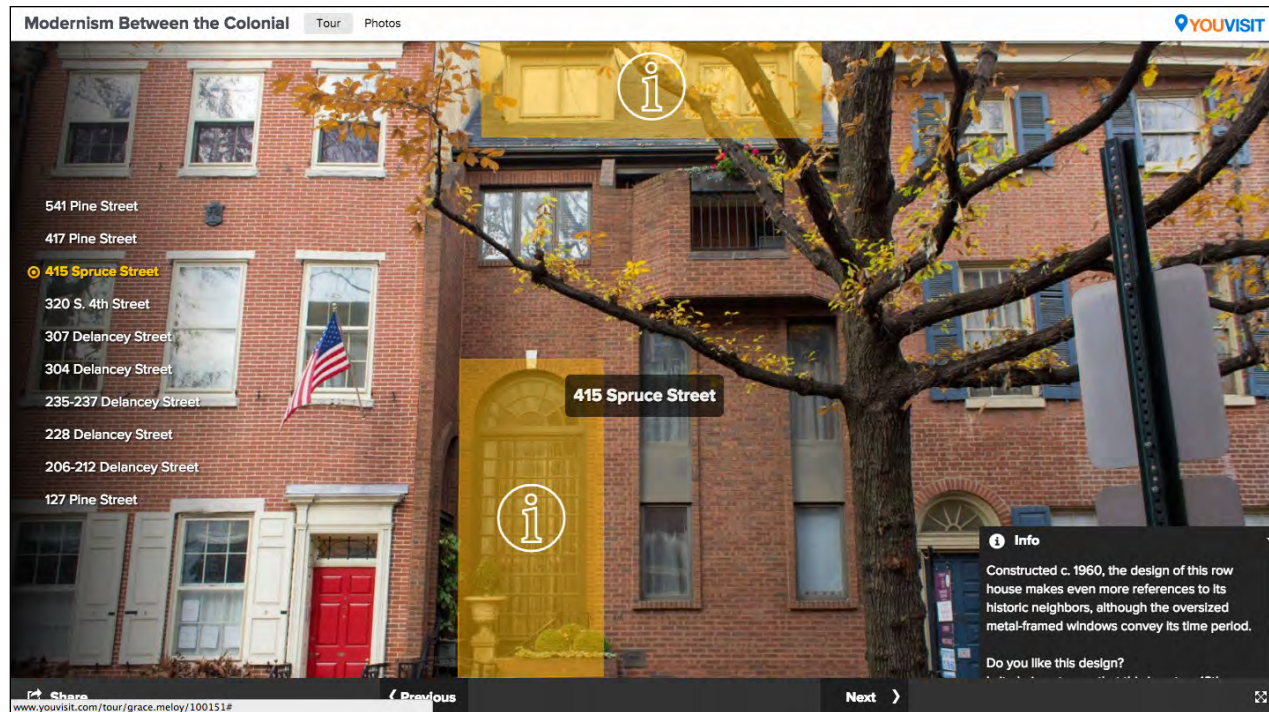 Modernism Between the Colonial Tour Photos YOUVISIT
541 Pine Street
417 Pine Street
415 Spruce Street
320 S. 4th Street
307 Delancey Street
304 Delancey Street
235-237 Delancey Street
228 Delancey Street
206-212 Delancey Street
127 Pine Street
415 Spruce Street
Info
Constructed c. 1960, the design of this row
house makes even more references to its
historic neighbors, although the oversized
metal-framed windows convey its time period.
Do you like this design?
Share Previous Next
www.youvisit.com/tour/grace.meloy/100151#